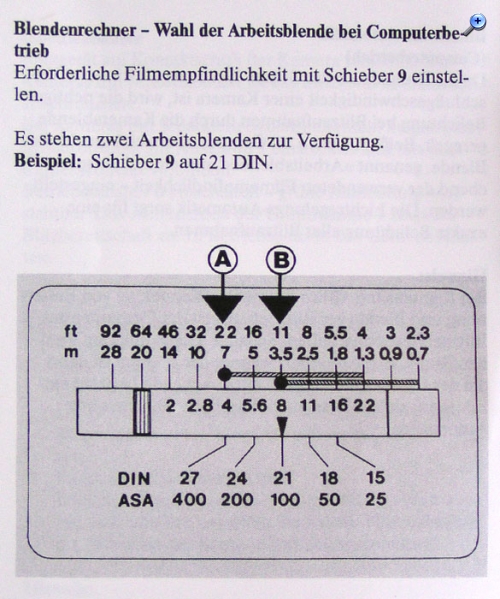 Blendenrechner – Wahl der Arbeitsblende bei Computerbe-
trieb
Erforderliche Filmempfindlichkeit mit Schieber 9 einstel-
len.
Es stehen zwei Arbeitsblenden zur Verfügung.
Beispiel: Schieber 9 auf 21 DIN.
A B
ft 92 64 46 32 22 16 11 8 5,5 4 3 2.3
m 28 20 14 10 7 5 3.5 2,5 1,8 1,3 0,9 0,7
2 2.8 4 5.6 8 11 16 22
DIN 27 24 21 18 15
ASA 400 200 100 50 25